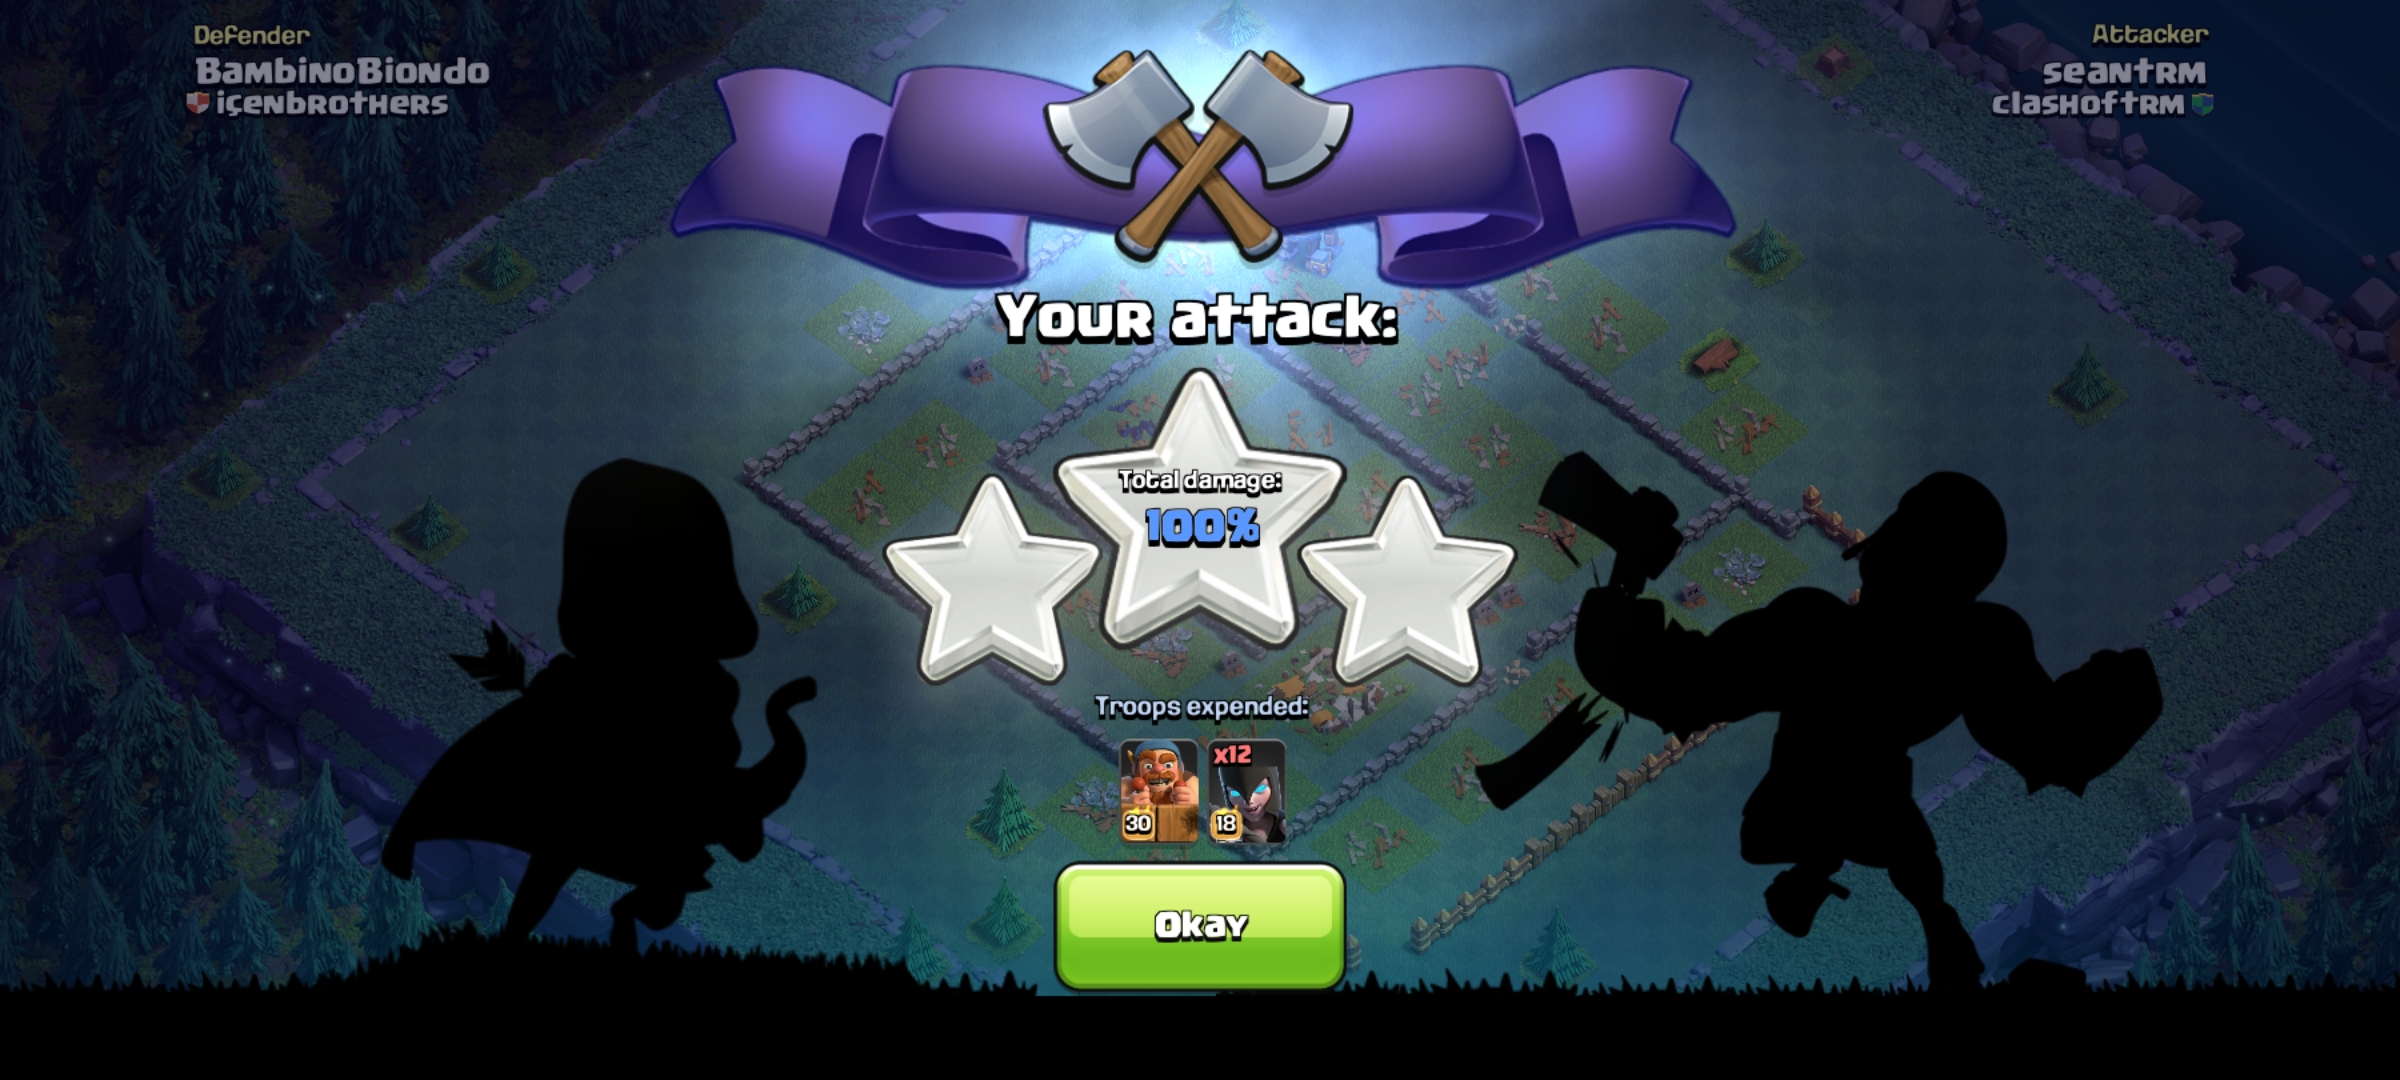 Defender
BambinoBiondo
içenbrothers
Attacker
seantrm
clashoftrm
Your attack:
Total damage:
100%
Troops expended:
x12
30
18
Okay